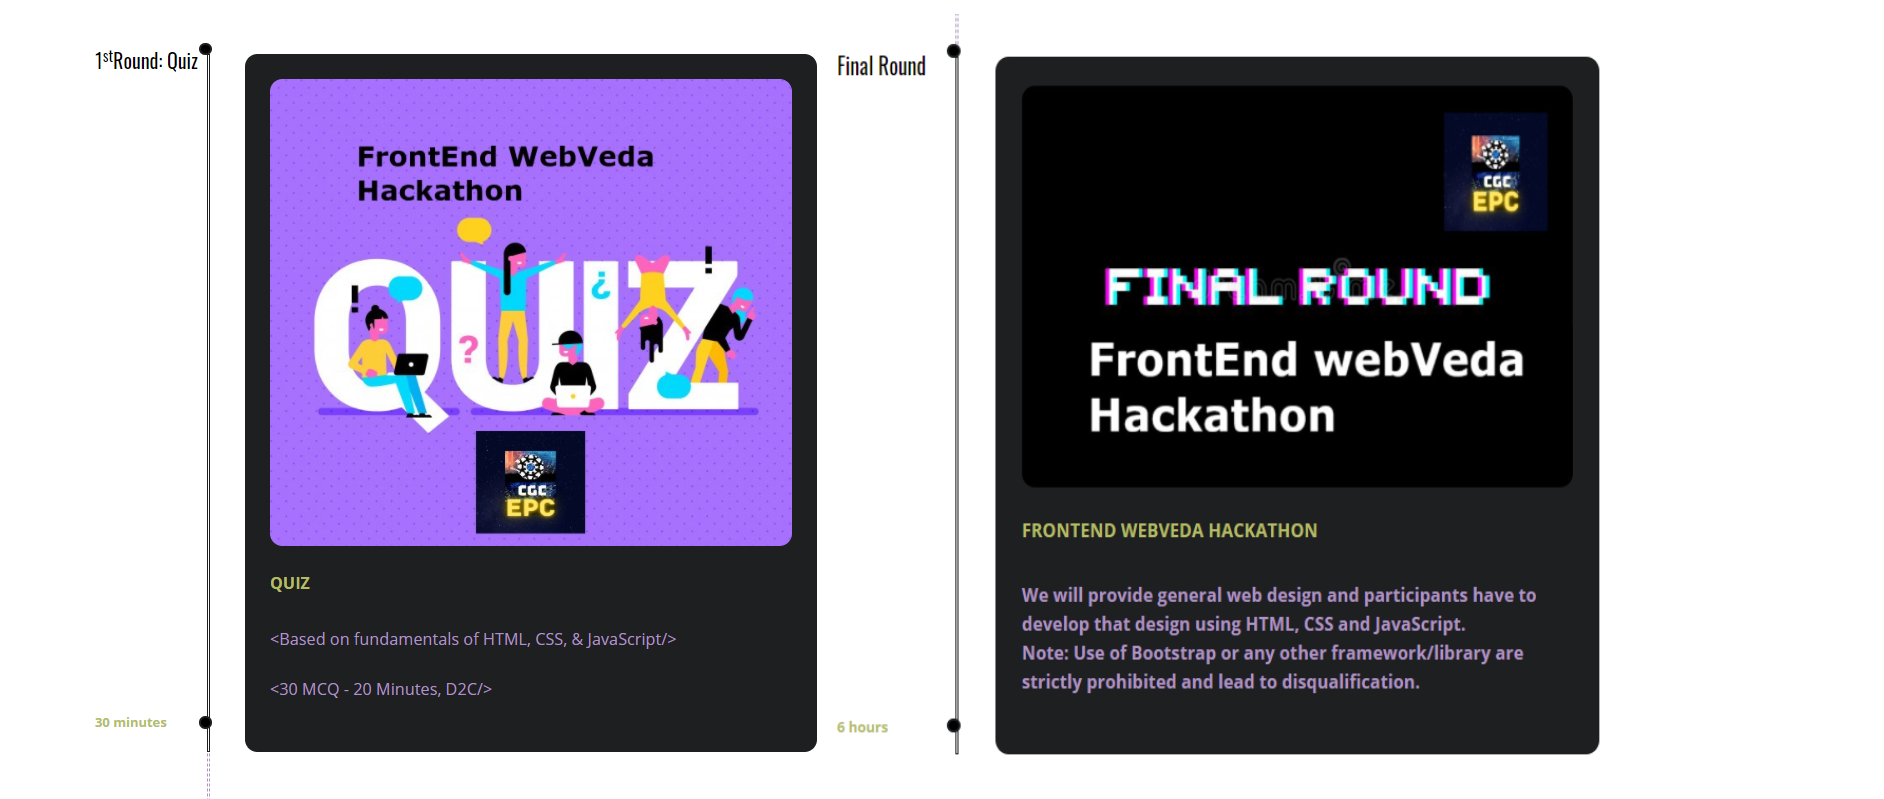 1stRound: Quiz
FrontEnd WebVeda
Hackathon
!
!
¿
?
QUIZ
CGC
EPC
QUIZ
<Based on fundamentals of HTML, CSS, & JavaScript/>
<30 MCQ - 20 Minutes, D2C/>
30 minutes
Final Round
CGC
EPC
FINAL ROUND
FrontEnd webVeda
Hackathon
FRONTEND WEBVEDA HACKATHON
We will provide general web design and participants have to
develop that design using HTML, CSS and JavaScript.
Note: Use of Bootstrap or any other framework/library are
strictly prohibited and lead to disqualification.
6 hours